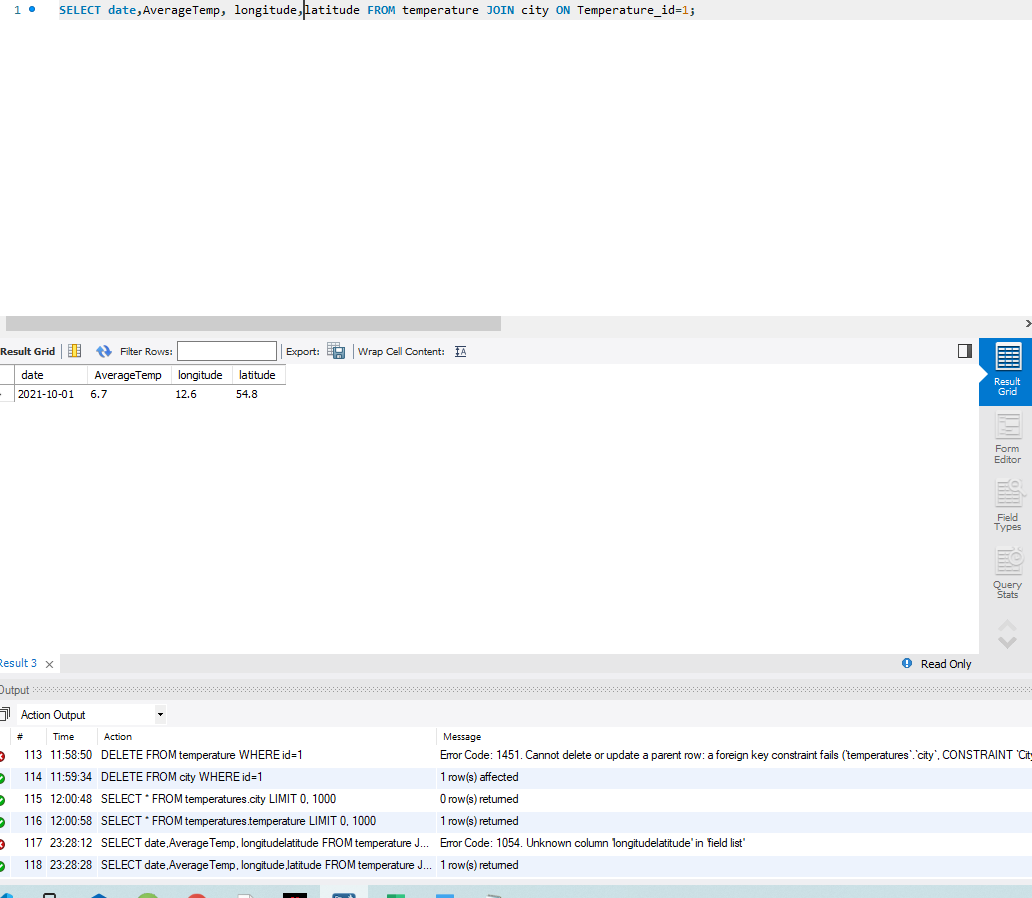 1 SELECT date,AverageTemp, longitude,latitude FROM temperature JOIN city ON Temperature_id=1;
Result Grid Filter Rows: Export: Wrap Cell Content: IA
date AverageTemp longitude latitude
2021-10-01 6.7 12.6 54.8
Result Grid
Form Editor
Field Types
Query Stats
Result 3 Read Only
Output
Action Output
# Time Action Message
113 11:58:50 DELETE FROM temperature WHERE id=1 Error Code: 1451. Cannot delete or update a parent row: a foreign key constraint fails (`temperatures`.`city`, CONSTRAINT `City
114 11:59:34 DELETE FROM city WHERE id=1 1 row(s) affected
115 12:00:48 SELECT * FROM temperatures.city LIMIT 0, 1000 0 row(s) returned
116 12:00:58 SELECT * FROM temperatures.temperature LIMIT 0, 1000 1 row(s) returned
117 23:28:12 SELECT date,AverageTemp, longitudelatitude FROM temperature J... Error Code: 1054. Unknown column 'longitudelatitude' in 'field list'
118 23:28:28 SELECT date,AverageTemp, longitude,latitude FROM temperature J... 1 row(s) returned